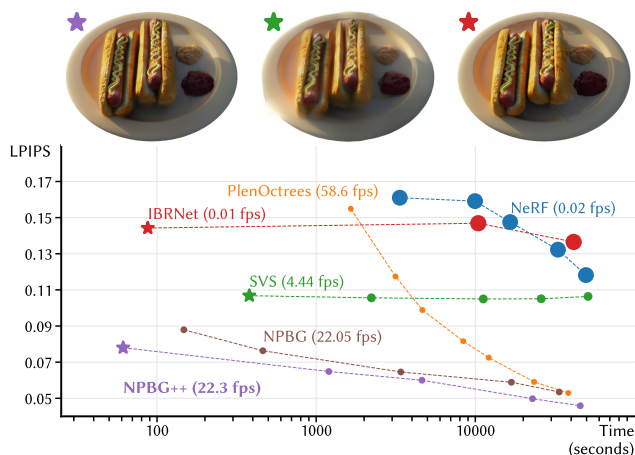 LPIPS
0.17
0.15
0.13
0.11
0.09
0.07
0.05
PlenOctrees (58.6 fps)
IBRNet (0.01 fps)
NeRF (0.02 fps)
SVS (4.44 fps)
NPBG (22.05 fps)
NPBG++ (22.3 fps)
100
1000
10000
Time
(seconds)